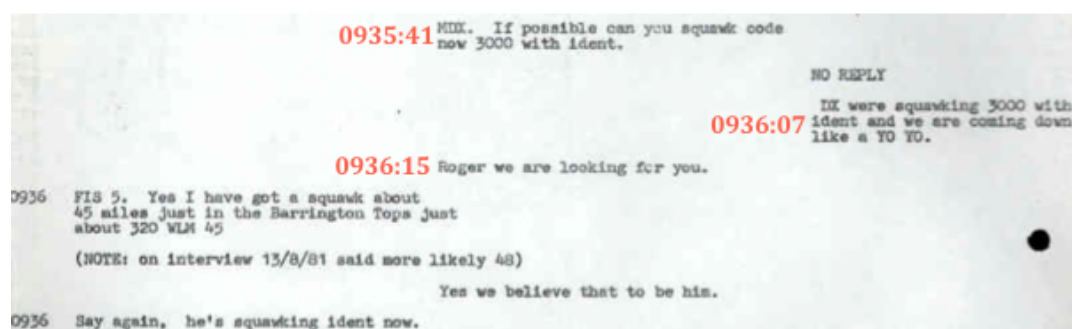 0935:41 MDX. If possible can you squawk code
now 3000 with ident.
NO REPLY
DX were squawking 3000 with
0936:07 ident and we are coming down
like a YO YO.
0936:15 Roger we are looking for you.
0936 FIS 5. Yes I have got a squawk about
45 miles just in the Barrington Tops just
about 320 WLM 45
(NOTE: on interview 13/8/81 said more likely 48)
Yes we believe that to be him.
0936 Say again, he's squawking ident now.